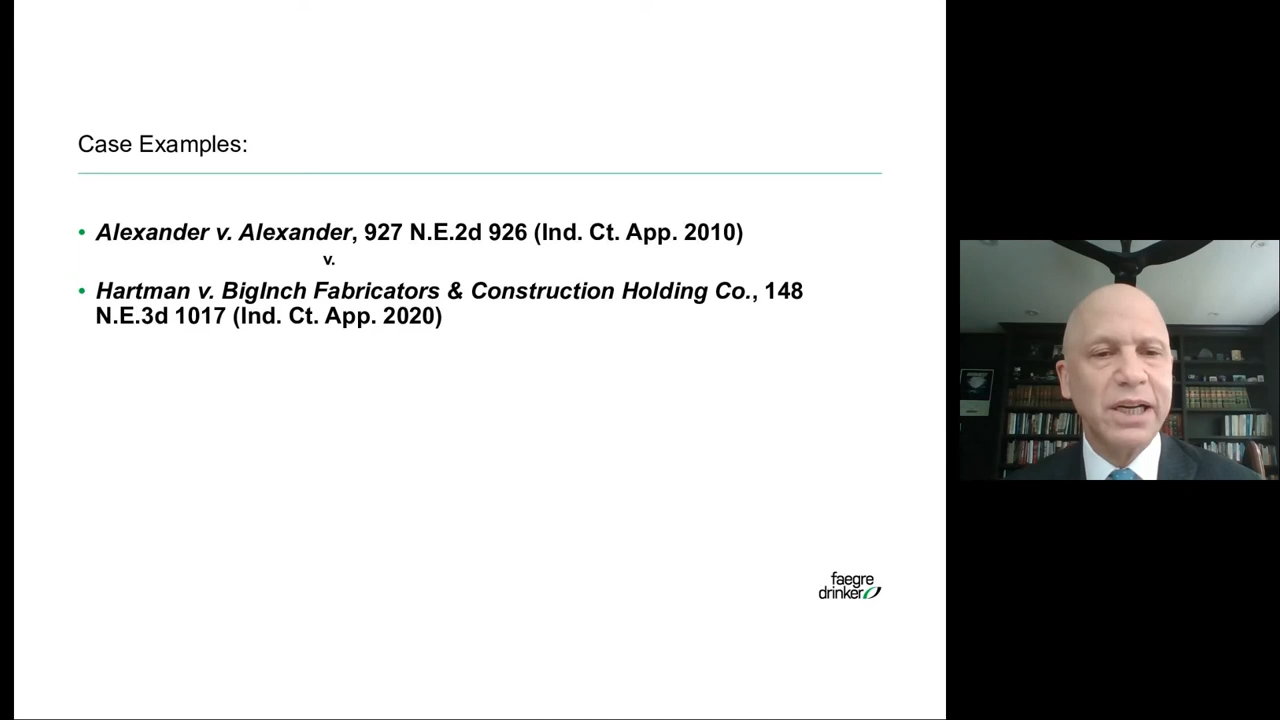 Case Examples:
• Alexander v. Alexander, 927 N.E.2d 926 (Ind. Ct. App. 2010)
v.
• Hartman v. BigInch Fabricators & Construction Holding Co., 148
N.E.3d 1017 (Ind. Ct. App. 2020)
faegre
drinker